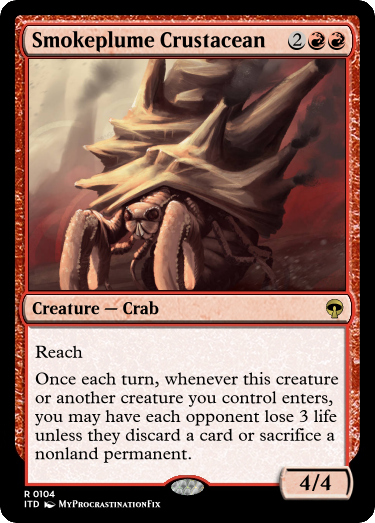 Smokeplume Crustacean 2
Creature — Crab
Reach
Once each turn, whenever this creature
or another creature you control enters,
you may have each opponent lose 3 life
unless they discard a card or sacrifice a
nonland permanent.
4/4
R 0104
ITD MyProcrastinationFix